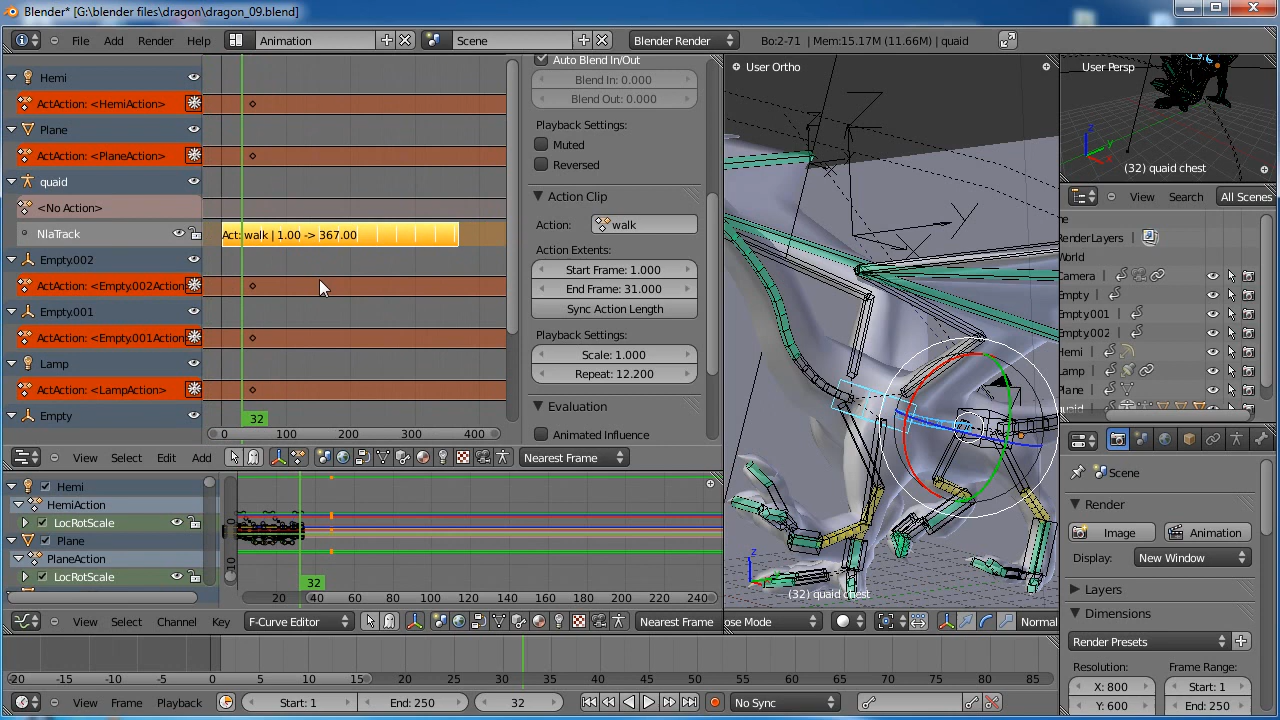 Blender* [G:\blender files\dragon\dragon_09.blend]
File Add Render Help Animation Scene Blender Render Bo:2-71 | Mem:15.17M (11.66M) | quaid
Hemi
ActAction: <HemiAction>
Plane
ActAction: <PlaneAction>
quaid
<No Action>
NlaTrack
Act: walk | 1.00 -> 367.00
Empty.002
ActAction: <Empty.002Action
Empty.001
ActAction: <Empty.001Action
Lamp
ActAction: <LampAction>
Empty
32
0 100 200 300 400
View Select Edit Add Nearest Frame
Auto Blend In/Out
Blend In: 0.000
Blend Out: 0.000
Playback Settings:
Muted
Reversed
Action Clip
Action: walk
Action Extents:
Start Frame: 1.000
End Frame: 31.000
Sync Action Length
Playback Settings:
Scale: 1.000
Repeat: 12.200
Evaluation
Animated Influence
User Ortho
(32) quaid chest
ose Mode Normal
User Persp
(32) quaid chest
View Search All Scenes
RenderLayers
World
Camera
Empty
Empty.001
Empty.002
Hemi
Lamp
Plane
quaid
Scene
Render
Image Animation
Display: New Window
Layers
Dimensions
Render Presets
Resolution: Frame Range:
X: 800 Start: 1
Y: 600 End: 250
Hemi
HemiAction
LocRotScale
Plane
PlaneAction
LocRotScale
0
10
32
20 40 60 80 100 120 140 160 180 200 220 240
View Select Channel Key F-Curve Editor Nearest Frame
-20 -15 -10 -5 0 5 10 15 20 25 30 35 40 45 50 55 60 65 70 75 80 85
View Frame Playback Start: 1 End: 250 32 No Sync